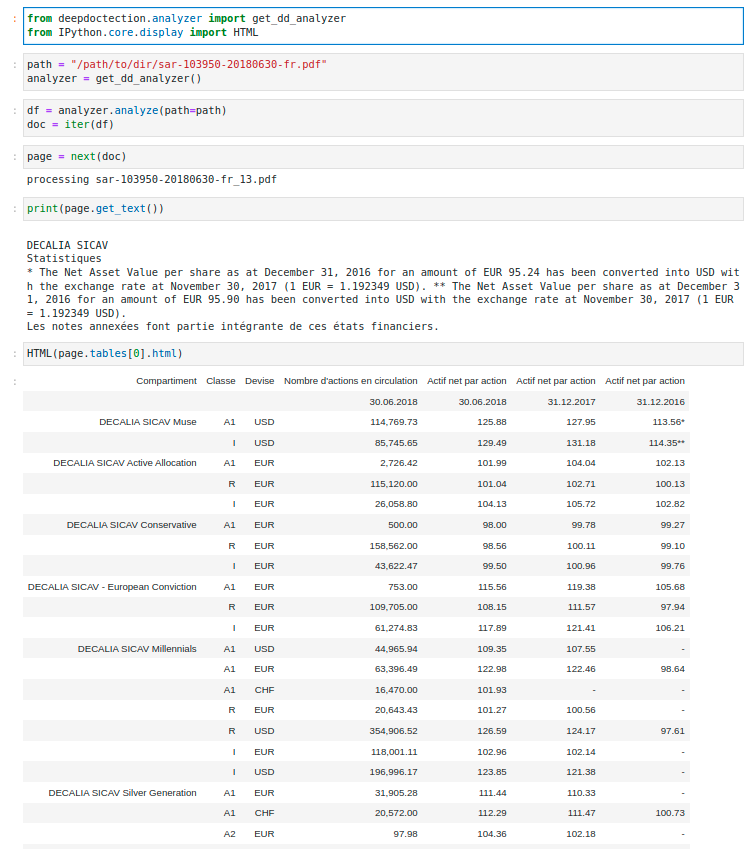 : from deepdoctection.analyzer import get_dd_analyzer
from IPython.core.display import HTML
: path = "/path/to/dir/sar-103950-20180630-fr.pdf"
analyzer = get_dd_analyzer()
: df = analyzer.analyze(path=path)
doc = iter(df)
: page = next(doc)
processing sar-103950-20180630-fr_13.pdf
: print(page.get_text())
DECALIA SICAV
Statistiques
* The Net Asset Value per share as at December 31, 2016 for an amount of EUR 95.24 has been converted into USD wit
h the exchange rate at November 30, 2017 (1 EUR = 1.192349 USD). ** The Net Asset Value per share as at December 3
1, 2016 for an amount of EUR 95.90 has been converted into USD with the exchange rate at November 30, 2017 (1 EUR
= 1.192349 USD).
Les notes annexées font partie intégrante de ces états financiers.
: HTML(page.tables[0].html)
: Compartiment Classe Devise Nombre d'actions en circulation Actif net par action Actif net par action Actif net par action
30.06.2018 30.06.2018 31.12.2017 31.12.2016
DECALIA SICAV Muse A1 USD 114,769.73 125.88 127.95 113.56*
I USD 85,745.65 129.49 131.18 114.35**
DECALIA SICAV Active Allocation A1 EUR 2,726.42 101.99 104.04 102.13
R EUR 115,120.00 101.04 102.71 100.13
I EUR 26,058.80 104.13 105.72 102.82
DECALIA SICAV Conservative A1 EUR 500.00 98.00 99.78 99.27
R EUR 158,562.00 98.56 100.11 99.10
I EUR 43,622.47 99.50 100.96 99.76
DECALIA SICAV - European Conviction A1 EUR 753.00 115.56 119.38 105.68
R EUR 109,705.00 108.15 111.57 97.94
I EUR 61,274.83 117.89 121.41 106.21
DECALIA SICAV Millennials A1 USD 44,965.94 109.35 107.55 -
A1 EUR 63,396.49 122.98 122.46 98.64
A1 CHF 16,470.00 101.93 - -
R EUR 20,643.43 101.27 100.56 -
R USD 354,906.52 126.59 124.17 97.61
I EUR 118,001.11 102.96 102.14 -
I USD 196,996.17 123.85 121.38 -
DECALIA SICAV Silver Generation A1 EUR 31,905.28 111.44 110.33 -
A1 CHF 20,572.00 112.29 111.47 100.73
A2 EUR 97.98 104.36 102.18 -